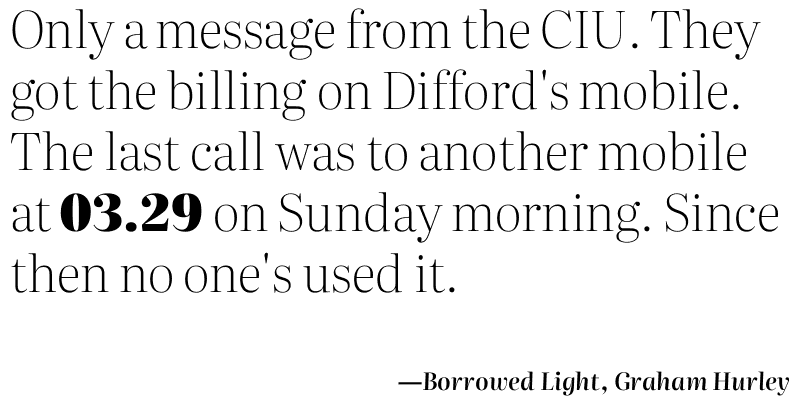 Only a message from the CIU. They
got the billing on Difford's mobile.
The last call was to another mobile
at 03.29 on Sunday morning. Since
then no one's used it.
—Borrowed Light, Graham Hurley